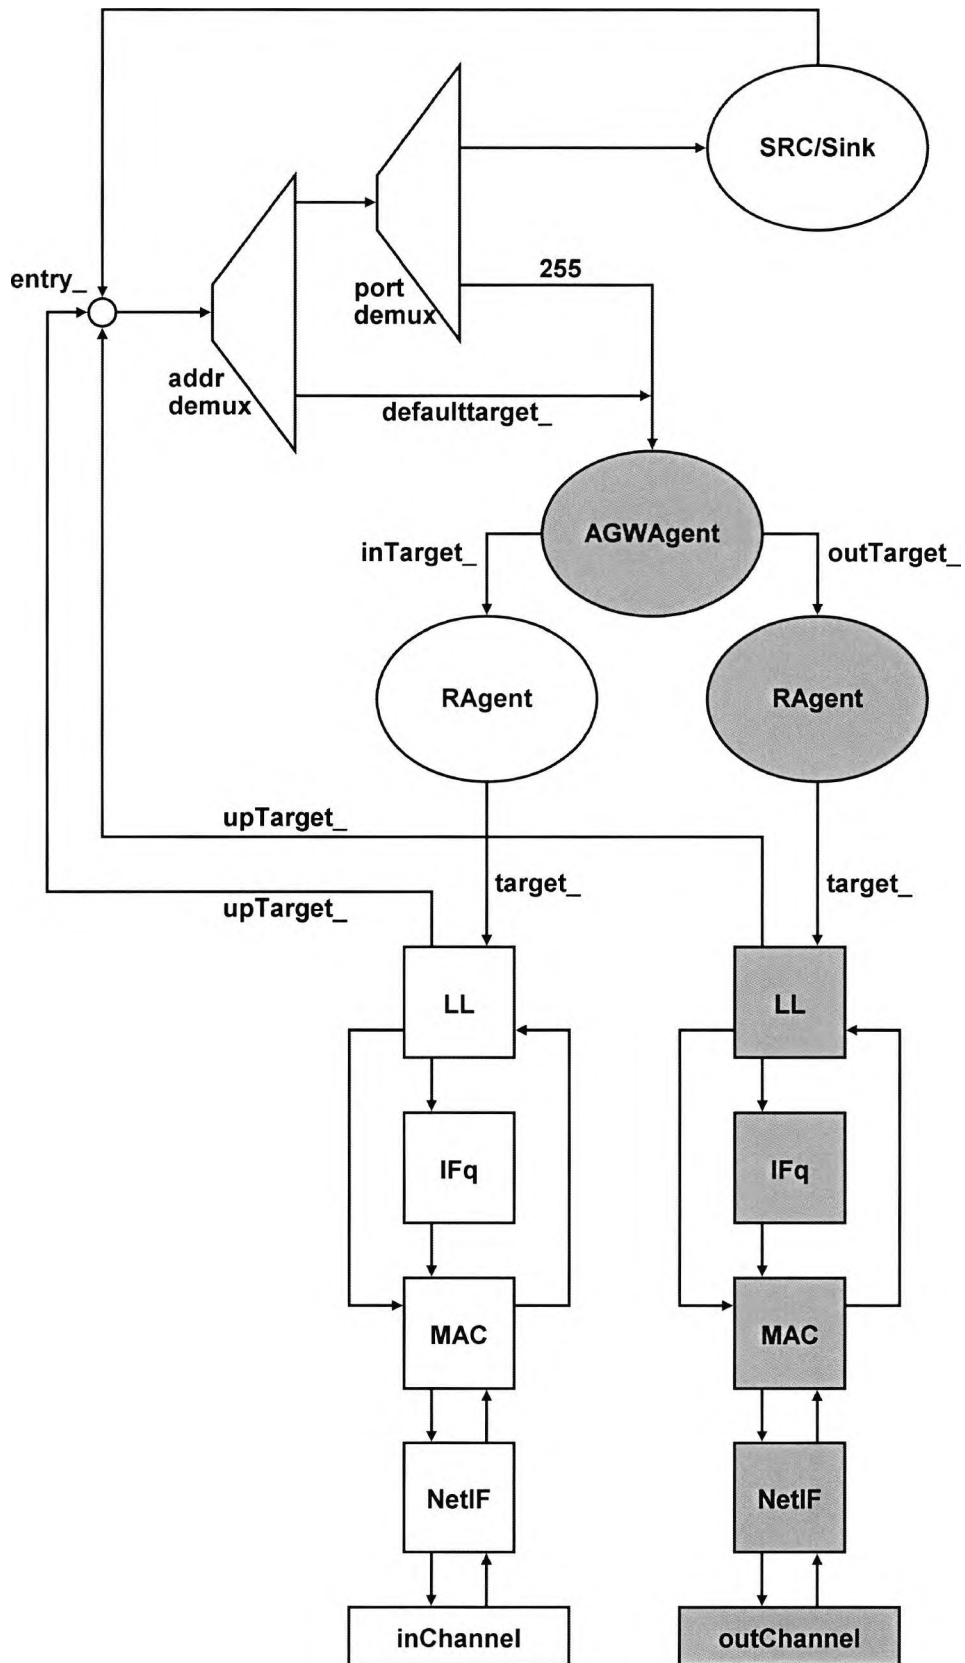 SRC/Sink
255
entry_
port
demux
addr
demux
defaulttarget_
AGWAgent
inTarget_
outTarget_
RAgent
RAgent
upTarget_
target_
target_
upTarget_
LL
LL
IFq
IFq
MAC
MAC
NetIF
NetIF
inChannel
outChannel